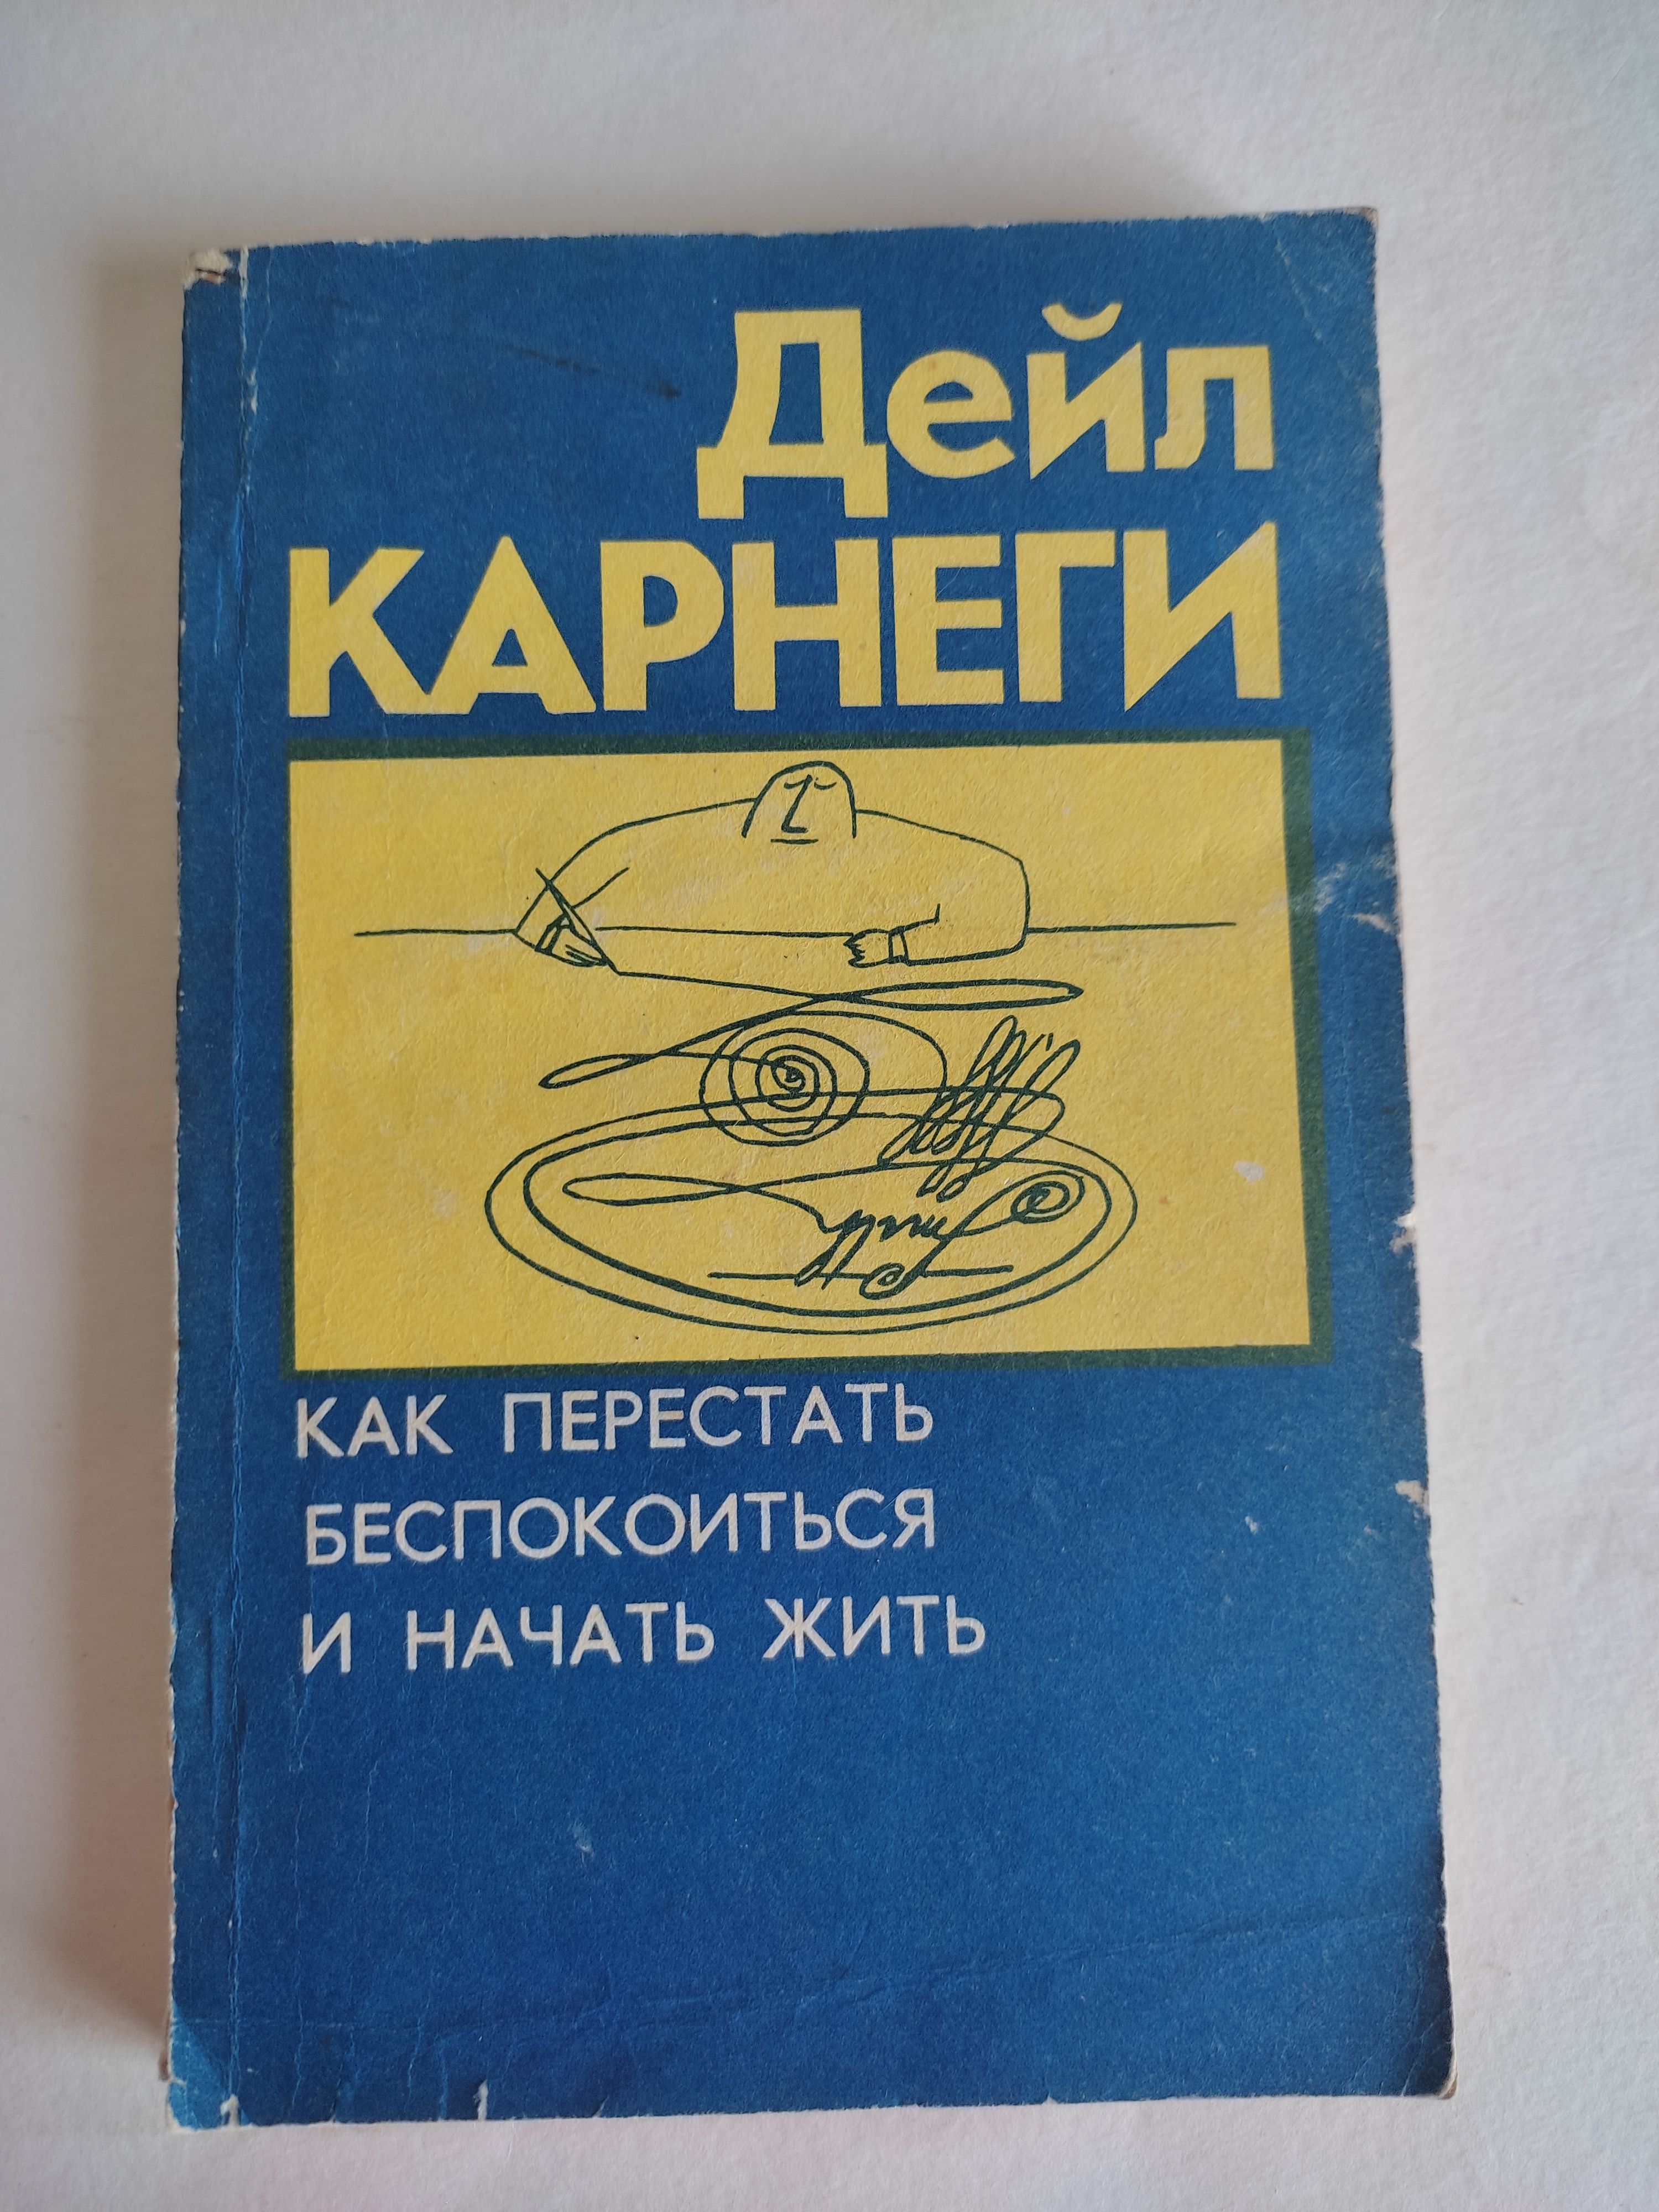 Дейл
КАРНЕГИ
КАК ПЕРЕСТАТЬ
БЕСПОКОИТЬСЯ
И НАЧАТЬ ЖИТЬ